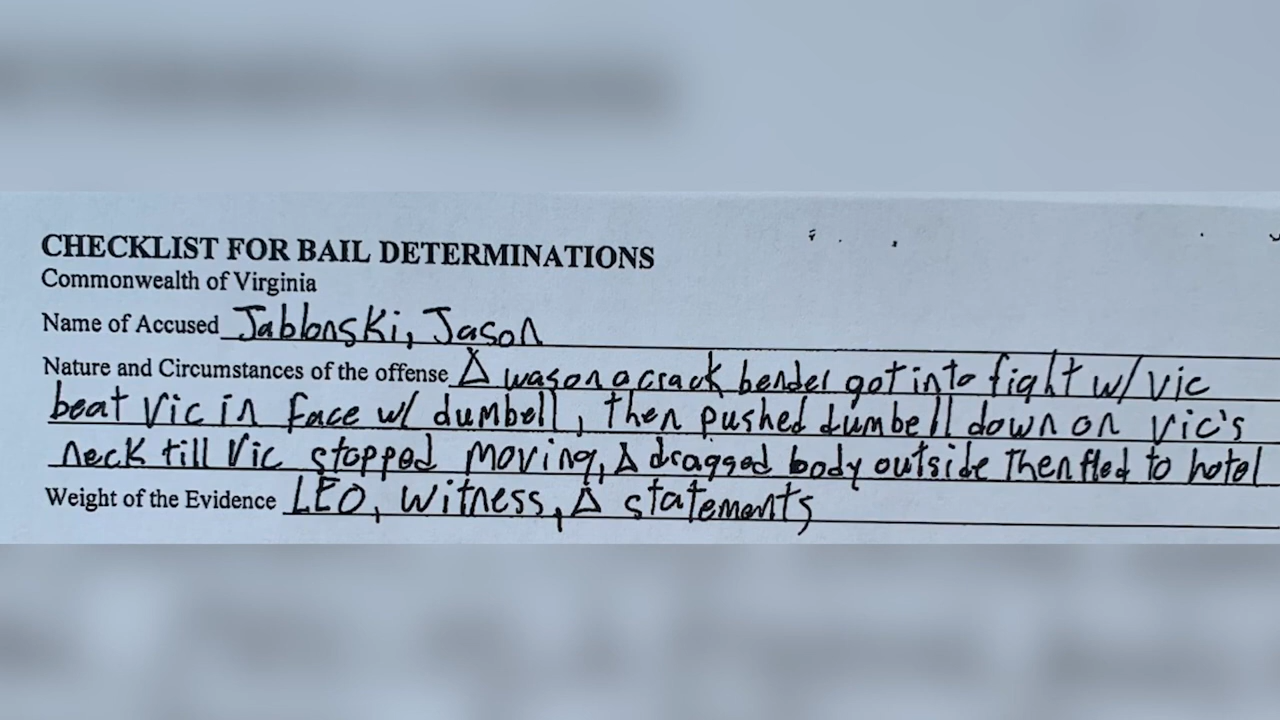 CHECKLIST FOR BAIL DETERMINATIONS
Commonwealth of Virginia
Name of Accused Jablonski, Jason
Nature and Circumstances of the offense Δ was on a crack bender got into fight w/ vic
beat vic in face w/ dumbell, then pushed dumbell down on vic's
neck till vic stopped moving, Δ dragged body outside then fled to hotel
Weight of the Evidence LEO, witness, Δ statements